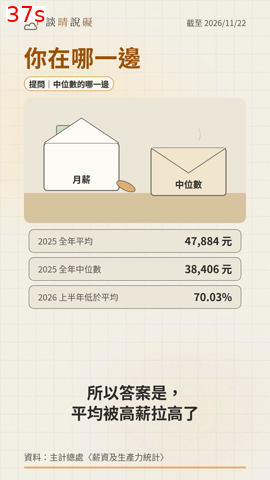 37s
談晴說礙
截至 2026/11/22
你在哪一邊
提問｜中位數的哪一邊
月薪
中位數
2025 全年平均 47,884 元
2025 全年中位數 38,406 元
2026 上半年低於平均 70.03%
所以答案是，
平均被高薪拉高了
資料：主計總處〈薪資及生產力統計〉